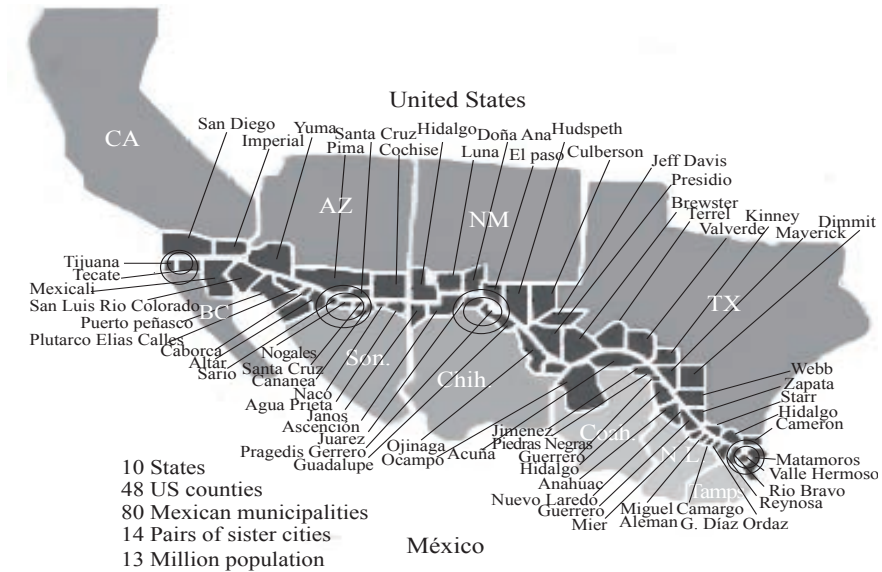 United States
CA
San Diego
Imperial
Yuma
Pima
Santa Cruz
Cochise
Hidalgo
Luna
Doña Ana
El paso
Hudspeth
Culberson
Jeff Davis
Presidio
Brewster
Terrel
Valverde
Kinney
Maverick
Dimmit
AZ
NM
TX
Tijuana
Tecate
Mexicali
San Luis Rio Colorado
BC
Puerto peñasco
Plutarco Elias Calles
Caborca
Altar
Sario
Nogales
Santa Cruz
Cananea
Naco
Agua Prieta
Janos
Ascención
Juarez
Pragedis Gerrero
Guadalupe
Son.
Chih.
Ojinaga
Ocampo
Acuña
Jimenez
Piedras Negras
Guerrero
Hidalgo
Anahuac
Nuevo Laredo
Guerrero
Mier
Coah.
N.L.
Tamps
Miguel Aleman
Camargo
G. Díaz Ordaz
Webb
Zapata
Starr
Hidalgo
Cameron
Matamoros
Valle Hermoso
Rio Bravo
Reynosa
10 States
48 US counties
80 Mexican municipalities
14 Pairs of sister cities
13 Million population
México